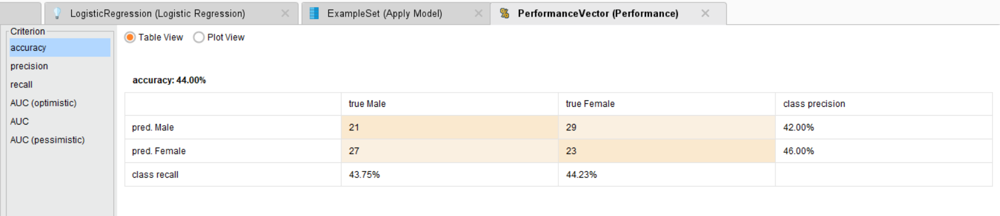 LogisticRegression (Logistic Regression) ExampleSet (Apply Model) PerformanceVector (Performance)
Criterion
accuracy
precision
recall
AUC (optimistic)
AUC
AUC (pessimistic)
Table View Plot View
accuracy: 44.00%
true Male true Female class precision
pred. Male 21 29 42.00%
pred. Female 27 23 46.00%
class recall 43.75% 44.23%